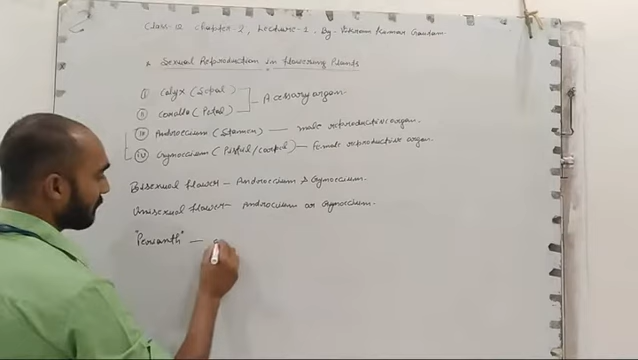 Class-12 Chapter-2, Lecture-1. By. Vikram Kumar Gautam.
Sexual Reproduction in flowering Plants
(i) Calyx (Sepal)
(ii) Corolla (Petal)
Accessory organ.
(iii) Androecium (Stamen) — male reproductive organ.
(iv) Gynoecium (Pistil/carpel) — Female reproductive organ.
Bisexual flower — Androecium & Gynoecium.
Unisexual flower — Androecium or Gynoecium.
"Perianth" —